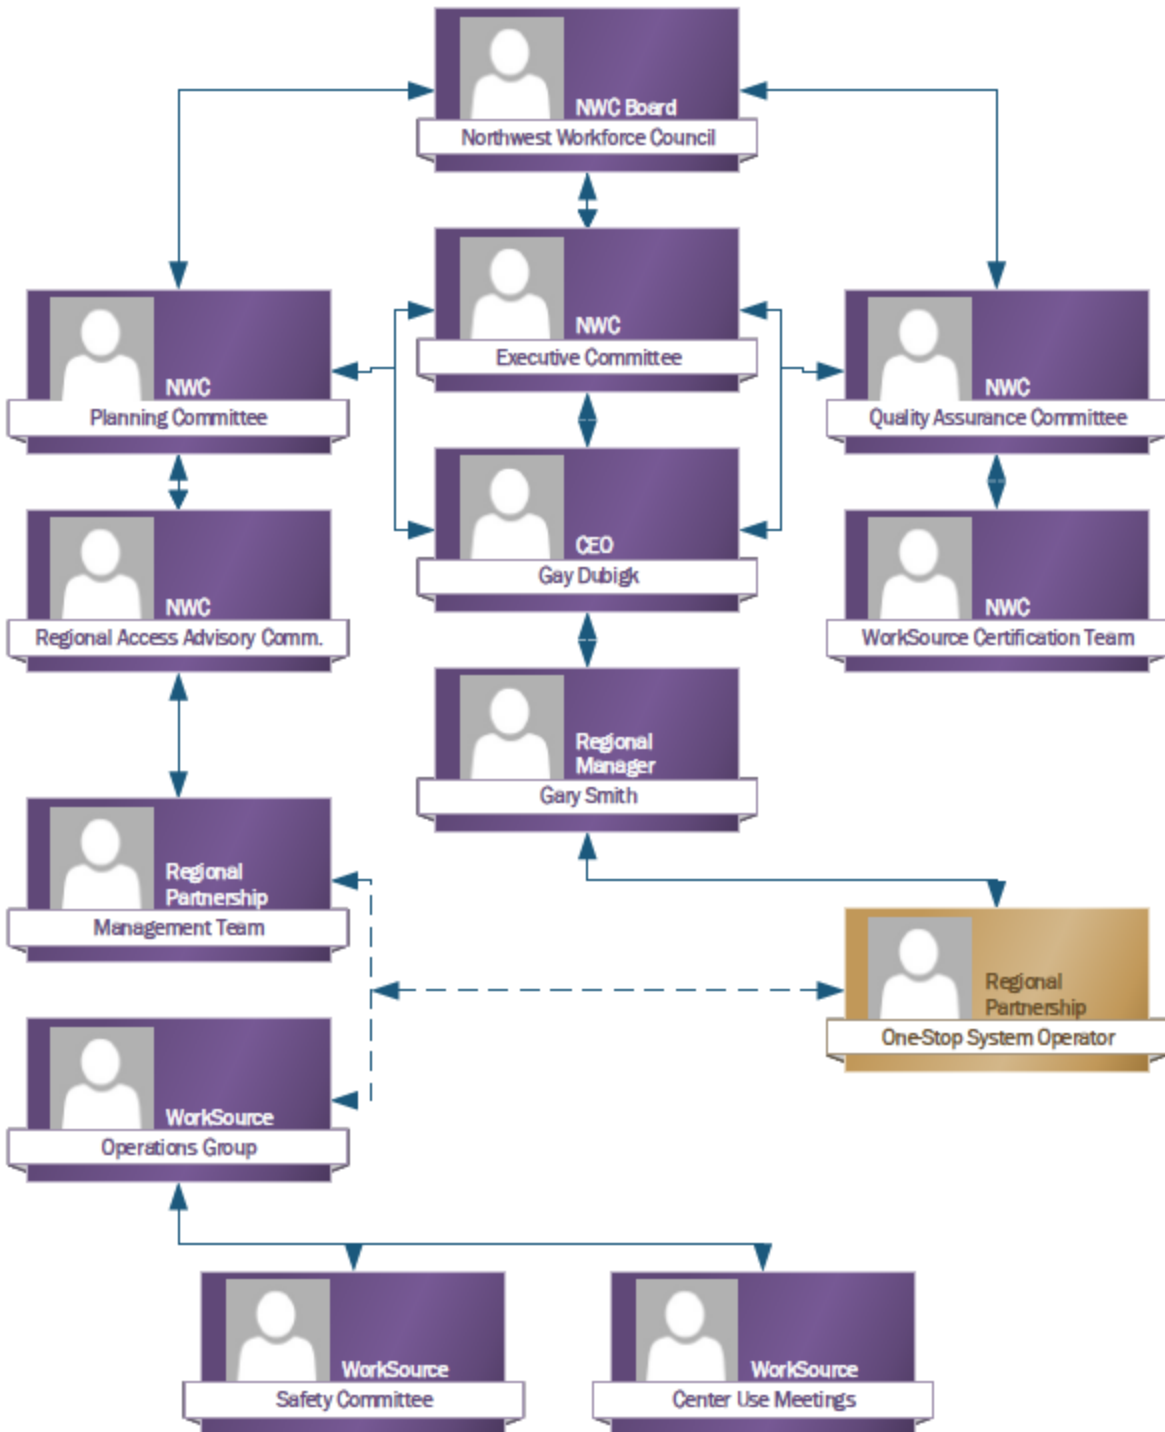 NWC Board
Northwest Workforce Council
NWC
Executive Committee
NWC
Planning Committee
NWC
Quality Assurance Committee
CEO
Gay Dubigk
NWC
Regional Access Advisory Comm.
NWC
WorkSource Certification Team
Regional
Manager
Gary Smith
Regional
Partnership
Management Team
Regional
Partnership
One-Stop System Operator
WorkSource
Operations Group
WorkSource
Safety Committee
WorkSource
Center Use Meetings